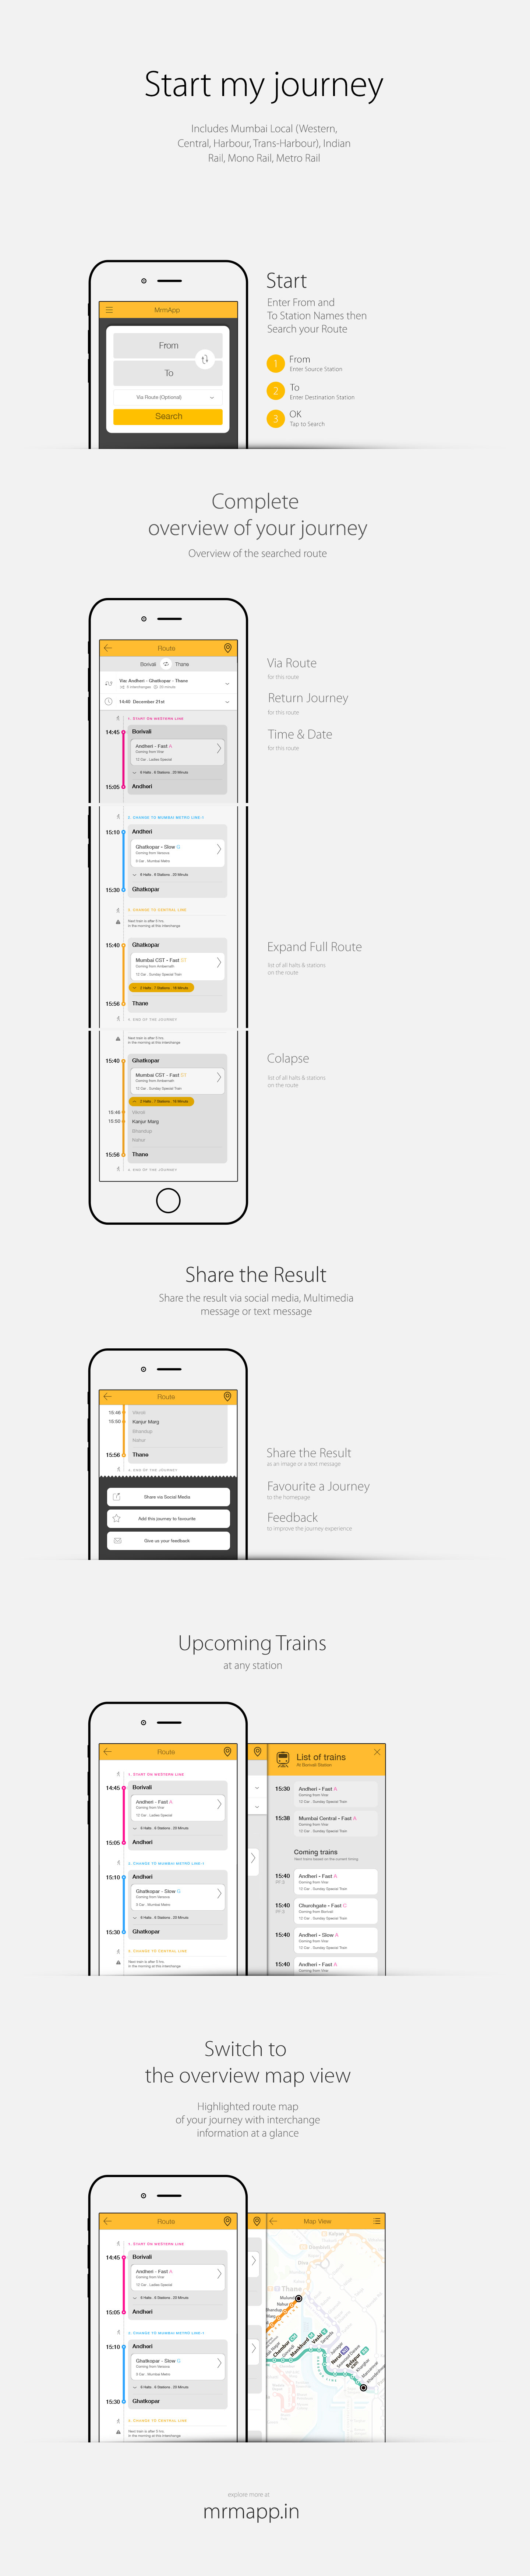 Start my journey
Includes Mumbai Local (Western,
Central, Harbour, Trans-Harbour), Indian
Rail, Mono Rail, Metro Rail
MrmApp
From
To
Via Route (Optional)
Search
Start
Enter From and
To Station Names then
Search your Route
1 From
Enter Source Station
2 To
Enter Destination Station
3 OK
Tap to Search
Complete
overview of your journey
Overview of the searched route
Route
Borivali Thane
Via: Andheri - Ghatkopar - Thane
14:45 December 21st
1. START ON WESTERN LINE
14:45 Borivali
Andheri - Fast A
Coming from Virar
12 Car . Ladies Special
6 Halts . 6 Stations . 20 Minute
15:05 Andheri
2. CHANGE TO MUMBAI METRO LINE-1
15:10 Andheri
Ghatkopar - Slow G
Coming from Versova
5 Car . Mumbai Metro
6 Halts . 6 Stations . 20 Minute
15:30 Ghatkopar
3. CHANGE TO CENTRAL LINE
Next train is after 5 hrs.
in the morning at this interchange
15:40 Ghatkopar
Mumbai CST - Fast
Coming from Ambernath
12 Car . Sunday Special Train
15:56 Thane
4. END OF THE JOURNEY
Via Route
for this route
Return Journey
for this route
Time & Date
for this route
Expand Full Route
list of all halts & stations
on the route
Next train is after 5 hrs.
in the morning at this interchange
15:40 Ghatkopar
Mumbai CST - Fast
Coming from Ambernath
12 Car . Sunday Special Train
15:46 Vikroli
15:50 Kanjur Marg
Bhandup
Nahur
15:56 Thane
4. END OF THE JOURNEY
Colapse
list of all halts & stations
on the route
Share the Result
Share the result via social media, Multimedia
message or text message
Route
15:46 Vikroli
15:50 Kanjur Marg
Bhandup
Nahur
15:56 Thane
4. END OF THE JOURNEY
Share via Social Media
Add this journey to favourite
Give us your feedback
Share the Result
as an image or a text message
Favourite a Journey
to the homepage
Feedback
to improve the journey experience
Upcoming Trains
at any station
Route
1. START ON WESTERN LINE
14:45 Borivali
Andheri - Fast A
Coming from Virar
12 Car . Ladies Special
6 Halts . 6 Stations . 20 Minute
15:05 Andheri
2. CHANGE TO MUMBAI METRO LINE-1
15:10 Andheri
Ghatkopar - Slow G
Coming from Versova
5 Car . Mumbai Metro
6 Halts . 6 Stations . 20 Minute
15:30 Ghatkopar
3. CHANGE TO CENTRAL LINE
Next train is after 5 hrs.
in the morning at this interchange
List of trains
At Borivali Station
15:30 Andheri - Fast A
Coming from Virar
12 Car . Sunday Special Train
15:38 Mumbai Central - Fast A
Coming from Virar
12 Car . Sunday Special Train
Coming trains
Next trains based on the current timing
15:40 Andheri - Fast A
Coming from Virar
12 Car . Sunday Special Train
15:40 Churchgate - Fast C
Coming from Borivali
12 Car . Sunday Special Train
15:40 Andheri - Slow A
Coming from Virar
12 Car . Sunday Special Train
15:40 Andheri - Fast A
Coming from Virar
Switch to
the overview map view
Highlighted route map
of your journey with interchange
information at a glance
Route
1. START ON WESTERN LINE
14:45 Borivali
Andheri - Fast A
Coming from Virar
12 Car . Ladies Special
6 Halts . 6 Stations . 20 Minute
15:05 Andheri
2. CHANGE TO MUMBAI METRO LINE-1
15:10 Andheri
Ghatkopar - Slow G
Coming from Versova
5 Car . Mumbai Metro
6 Halts . 6 Stations . 20 Minute
15:30 Ghatkopar
3. CHANGE TO CENTRAL LINE
Next train is after 5 hrs.
in the morning at this interchange
Map View
Thane
Mulund
Nahur
Chembur
Mankhurd
Vashi
Nerul
Belapur
Kharghar
explore more at
mrmapp.in